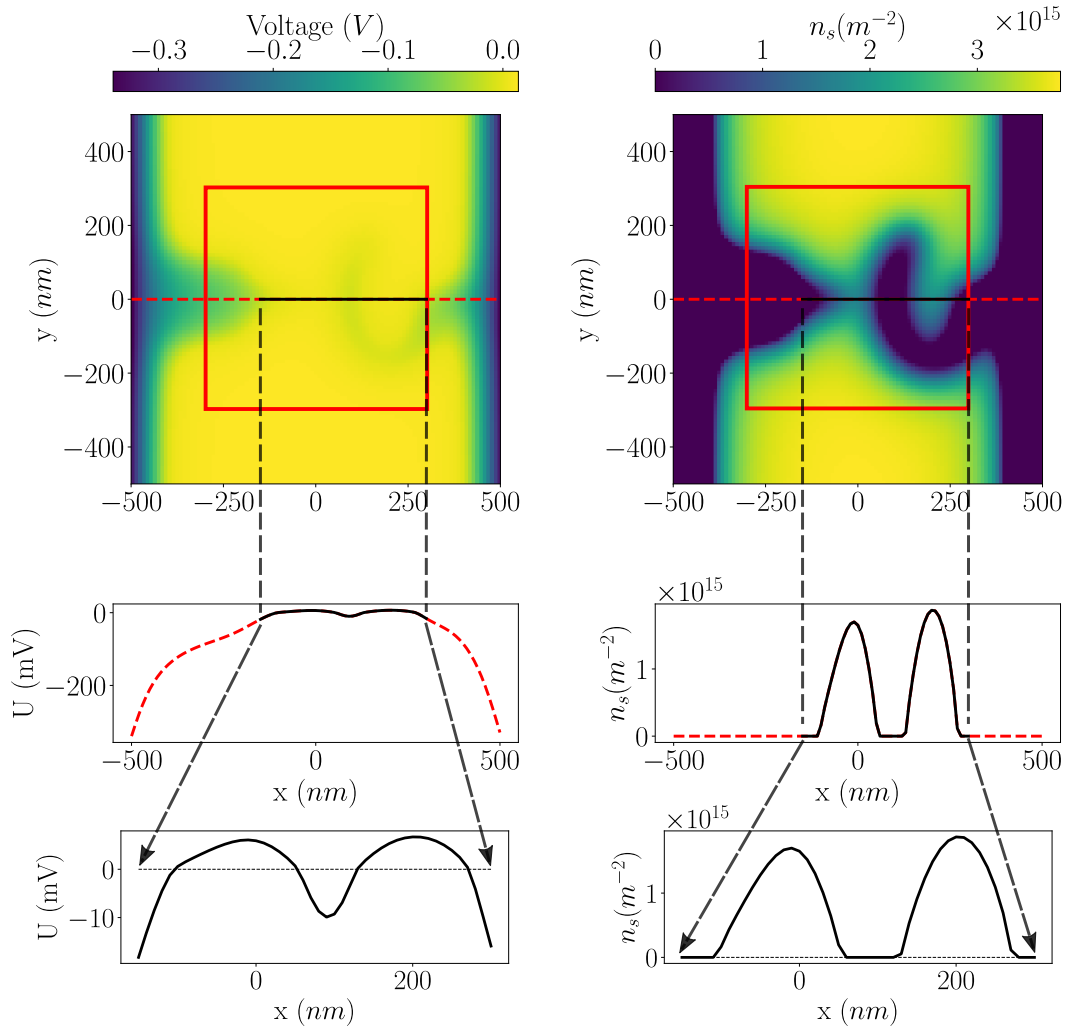 Voltage (V)
−0.3 −0.2 −0.1 0.0
n_s(m^{−2}) ×10^{15}
0 1 2 3
y (nm)
400
200
0
−200
−400
−500 −250 0 250 500
y (nm)
400
200
0
−200
−400
−500 −250 0 250 500
U (mV)
0
−200
−500 0 500
x (nm)
×10^{15}
n_s(m^{−2})
1
0
−500 0 500
x (nm)
U (mV)
0
−10
0 200
x (nm)
×10^{15}
n_s(m^{−2})
1
0
0 200
x (nm)